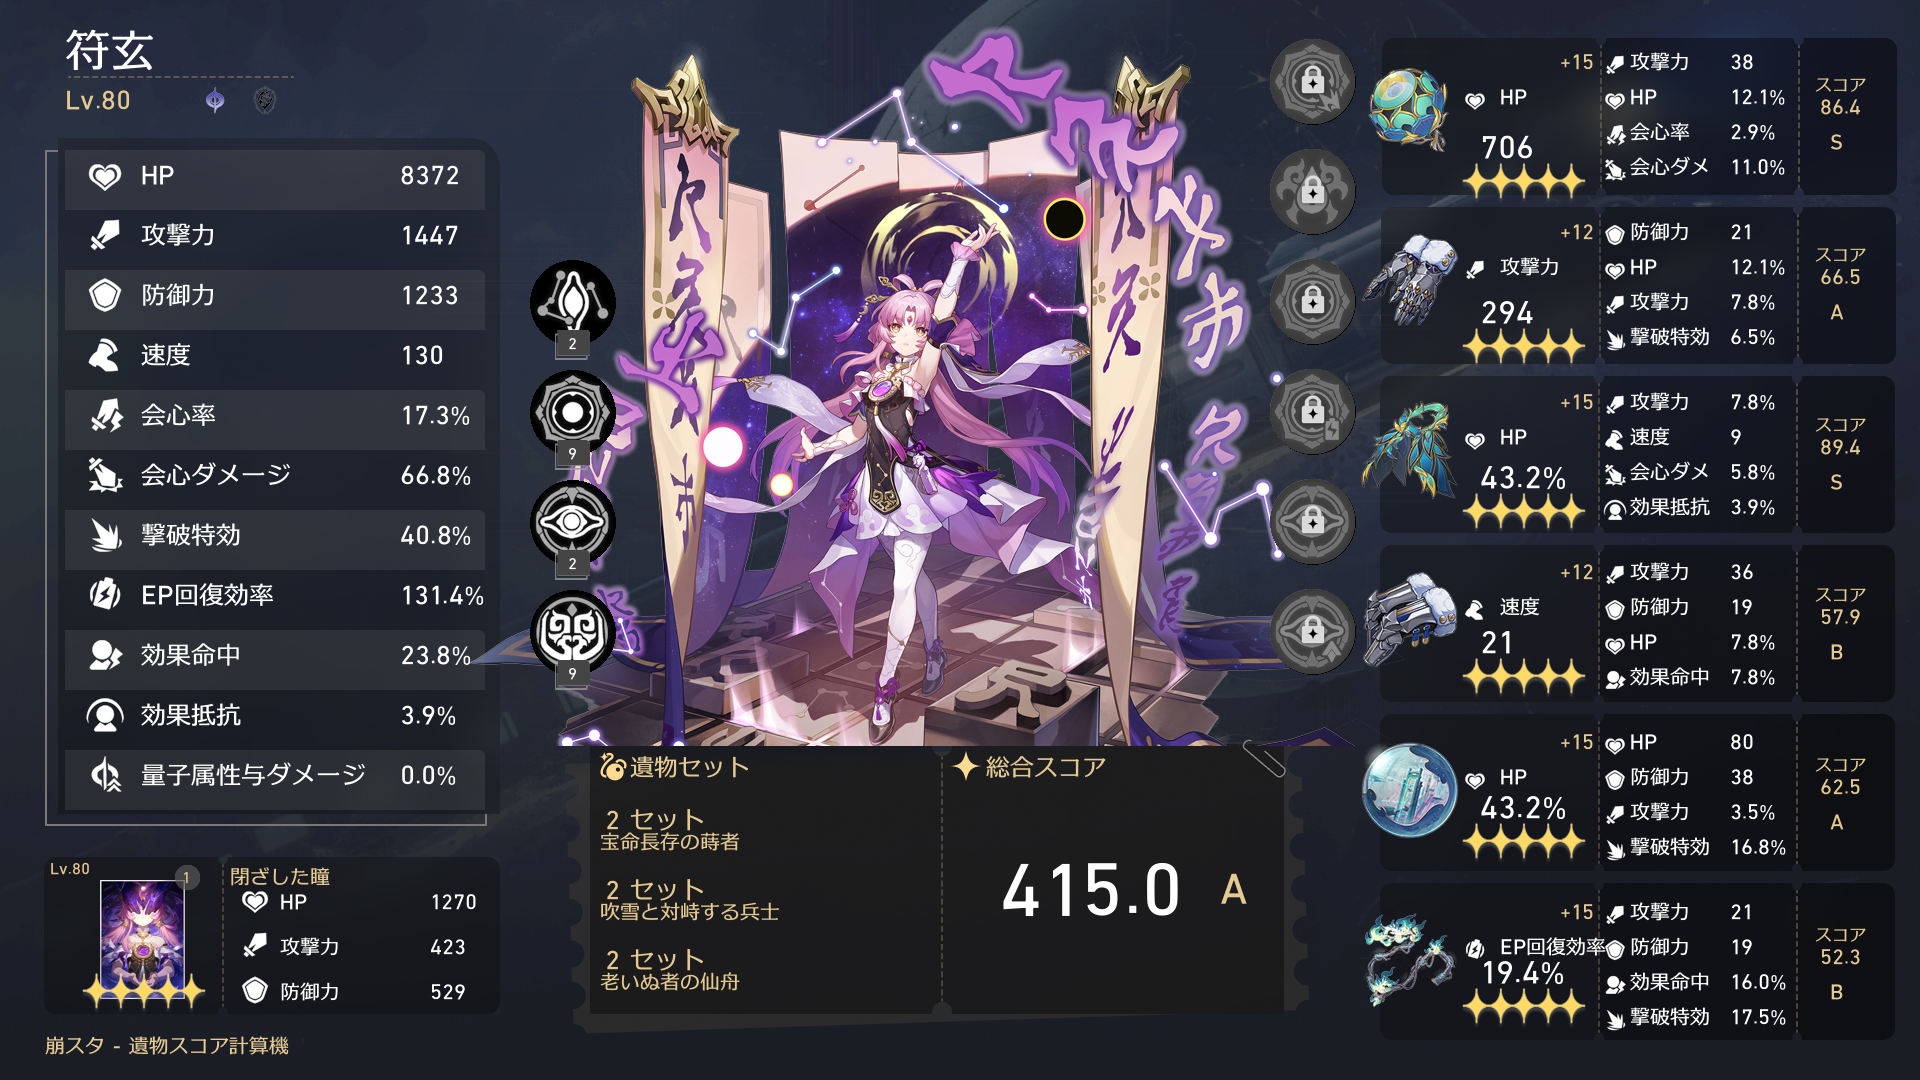 符玄
Lv.80
HP 8372
攻撃力 1447
防御力 1233
速度 130
会心率 17.3%
会心ダメージ 66.8%
撃破特効 40.8%
EP回復効率 131.4%
効果命中 23.8%
効果抵抗 3.9%
量子属性与ダメージ 0.0%
Lv.80
1
閉ざした瞳
HP 1270
攻撃力 423
防御力 529
崩スタ - 遺物スコア計算機
2
9
2
9
遺物セット
2 セット
宝命長存の蒔者
2 セット
吹雪と対峙する兵士
2 セット
老いぬ者の仙舟
総合スコア
415.0 A
+15
HP
706
攻撃力 38
HP 12.1%
会心率 2.9%
会心ダメ 11.0%
スコア
86.4
S
+12
攻撃力
294
防御力 21
HP 12.1%
攻撃力 7.8%
撃破特効 6.5%
スコア
66.5
A
+15
HP
43.2%
攻撃力 7.8%
速度 9
会心ダメ 5.8%
効果抵抗 3.9%
スコア
89.4
S
+12
速度
21
攻撃力 36
防御力 19
HP 7.8%
効果命中 7.8%
スコア
57.9
B
+15
HP
43.2%
HP 80
防御力 38
攻撃力 3.5%
撃破特効 16.8%
スコア
62.5
A
+15
EP回復効率
19.4%
攻撃力 21
防御力 19
効果命中 16.0%
撃破特効 17.5%
スコア
52.3
B